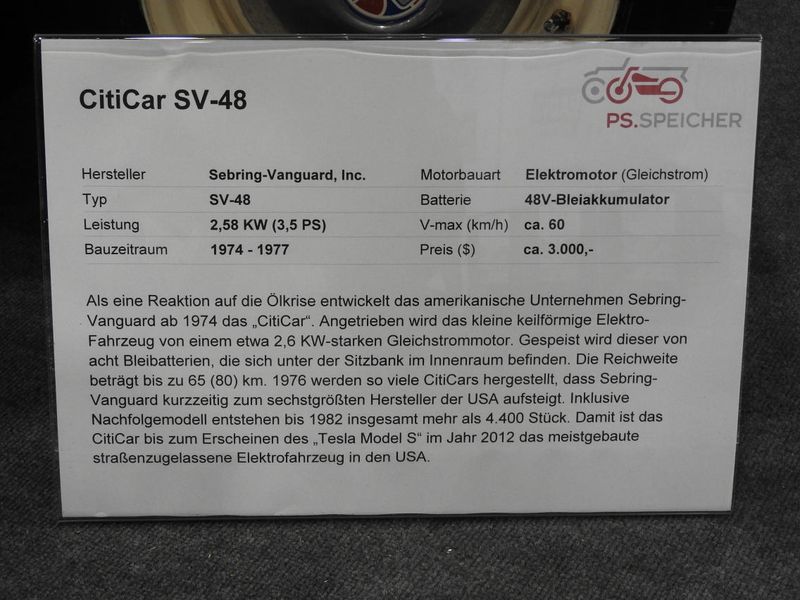 CitiCar SV-48
PS.SPEICHER
Hersteller Sebring-Vanguard, Inc. Motorbauart Elektromotor (Gleichstrom)
Typ SV-48 Batterie 48V-Bleiakkumulator
Leistung 2,58 KW (3,5 PS) V-max (km/h) ca. 60
Bauzeitraum 1974 - 1977 Preis ($) ca. 3.000,-
Als eine Reaktion auf die Ölkrise entwickelt das amerikanische Unternehmen Sebring-
Vanguard ab 1974 das „CitiCar“. Angetrieben wird das kleine keilförmige Elektro-
Fahrzeug von einem etwa 2,6 KW-starken Gleichstrommotor. Gespeist wird dieser von
acht Bleibatterien, die sich unter der Sitzbank im Innenraum befinden. Die Reichweite
beträgt bis zu 65 (80) km. 1976 werden so viele CitiCars hergestellt, dass Sebring-
Vanguard kurzzeitig zum sechstgrößten Hersteller der USA aufsteigt. Inklusive
Nachfolgemodell entstehen bis 1982 insgesamt mehr als 4.400 Stück. Damit ist das
CitiCar bis zum Erscheinen des „Tesla Model S“ im Jahr 2012 das meistgebaute
straßenzugelassene Elektrofahrzeug in den USA.